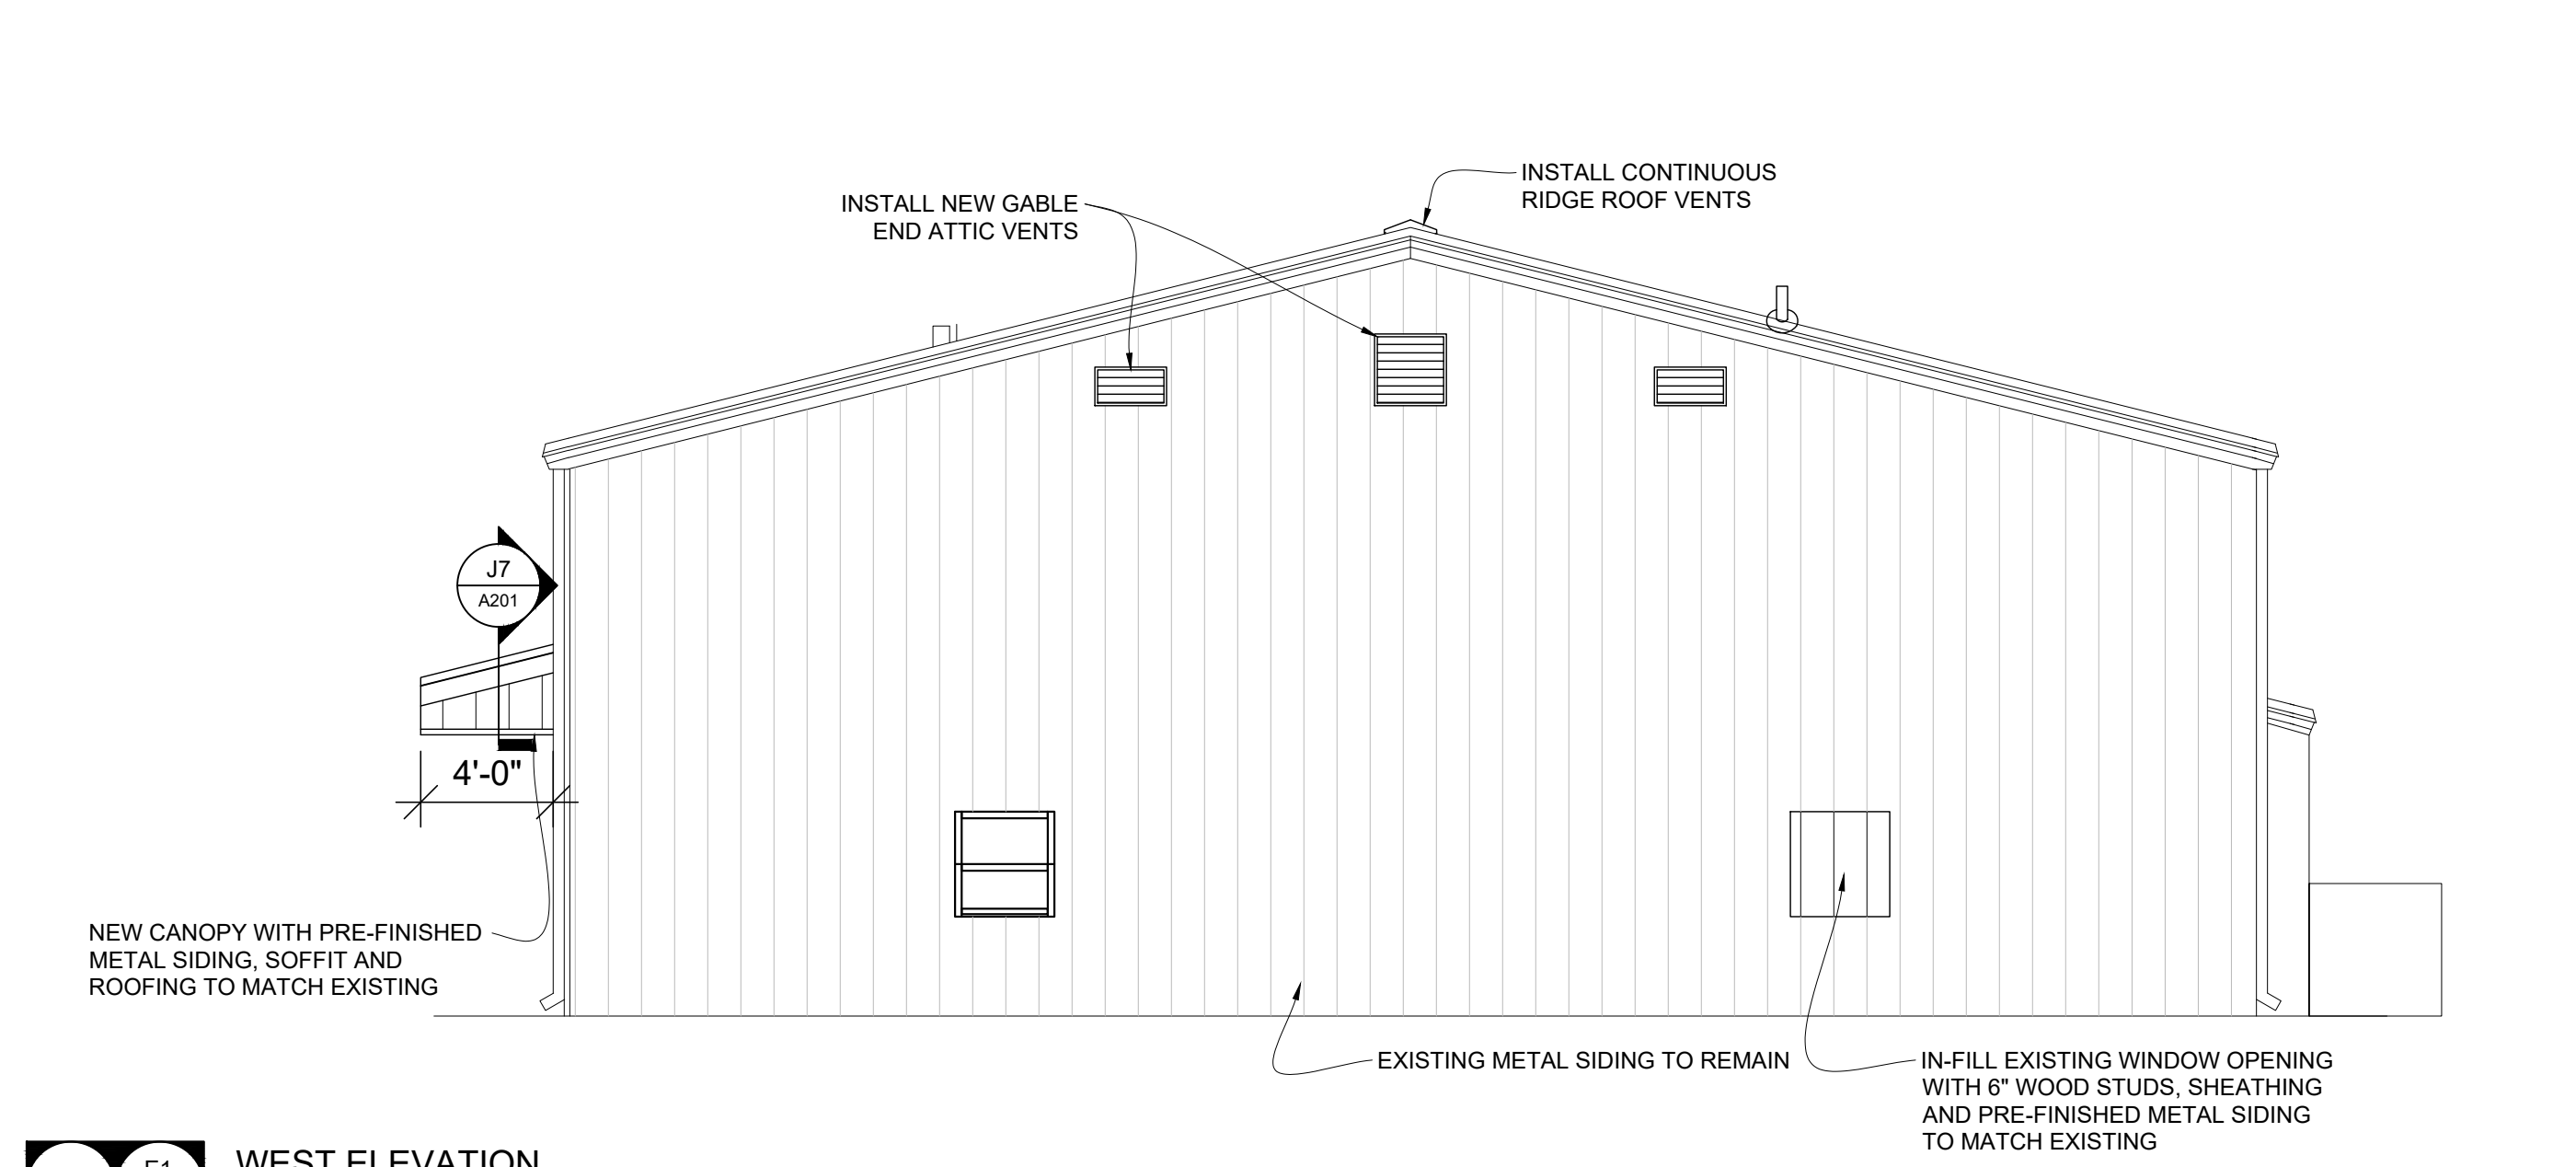 INSTALL CONTINUOUS
RIDGE ROOF VENTS
INSTALL NEW GABLE
END ATTIC VENTS
J7
A201
4'-0"
NEW CANOPY WITH PRE-FINISHED
METAL SIDING, SOFFIT AND
ROOFING TO MATCH EXISTING
EXISTING METAL SIDING TO REMAIN
IN-FILL EXISTING WINDOW OPENING
WITH 6" WOOD STUDS, SHEATHING
AND PRE-FINISHED METAL SIDING
TO MATCH EXISTING
WEST ELEVATION